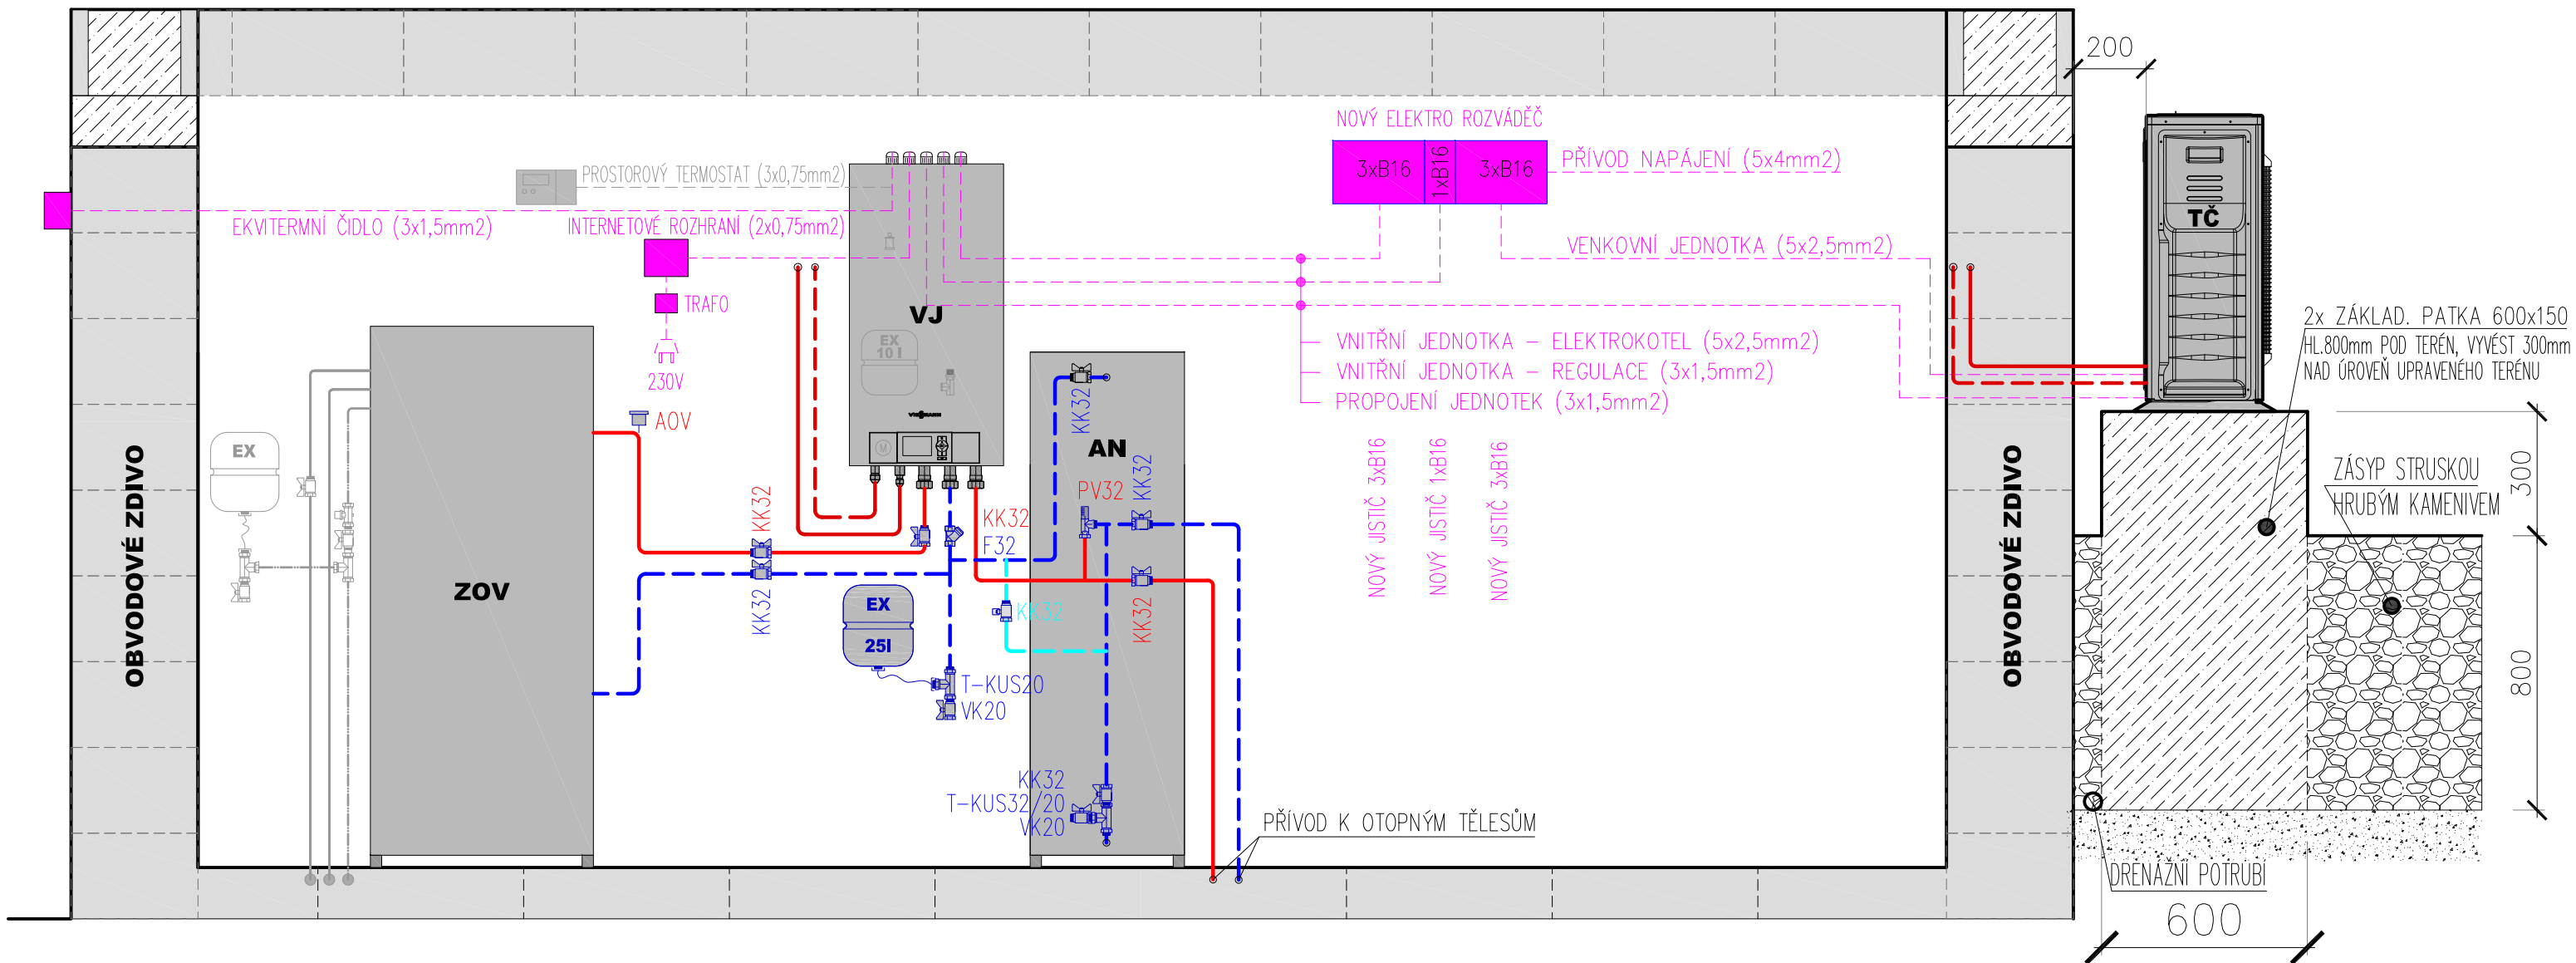 200
NOVÝ ELEKTRO ROZVÁDĚČ
3xB16
1xB16
3xB16
PŘÍVOD NAPÁJENÍ (5x4mm2)
PROSTOROVÝ TERMOSTAT (3x0,75mm2)
EKVITERMNÍ ČIDLO (3x1,5mm2)
INTERNETOVÉ ROZHRANÍ (2x0,75mm2)
TČ
VENKOVNÍ JEDNOTKA (5x2,5mm2)
TRAFO
230V
VJ
EX
10 l
VIESSMANN
M
VNITŘNÍ JEDNOTKA – ELEKTROKOTEL (5x2,5mm2)
VNITŘNÍ JEDNOTKA – REGULACE (3x1,5mm2)
PROPOJENÍ JEDNOTEK (3x1,5mm2)
2x ZÁKLAD. PATKA 600x150
HL.800mm POD TERÉN, VYVÉST 300mm
NAD ÚROVEŇ UPRAVENÉHO TERÉNU
AOV
KK32
AN
EX
OBVODOVÉ ZDIVO
ZOV
KK32
KK32
KK32
F32
PV32
KK32
NOVÝ JISTIČ 3xB16
NOVÝ JISTIČ 1xB16
NOVÝ JISTIČ 3xB16
OBVODOVÉ ZDIVO
ZÁSYP STRUSKOU
HRUBÝM KAMENIVEM
300
EX
25l
KK32
KK32
800
T–KUS20
VK20
KK32
T–KUS32/20
VK20
PŘÍVOD K OTOPNÝM TĚLESŮM
DRENÁŽNÍ POTRUBÍ
600